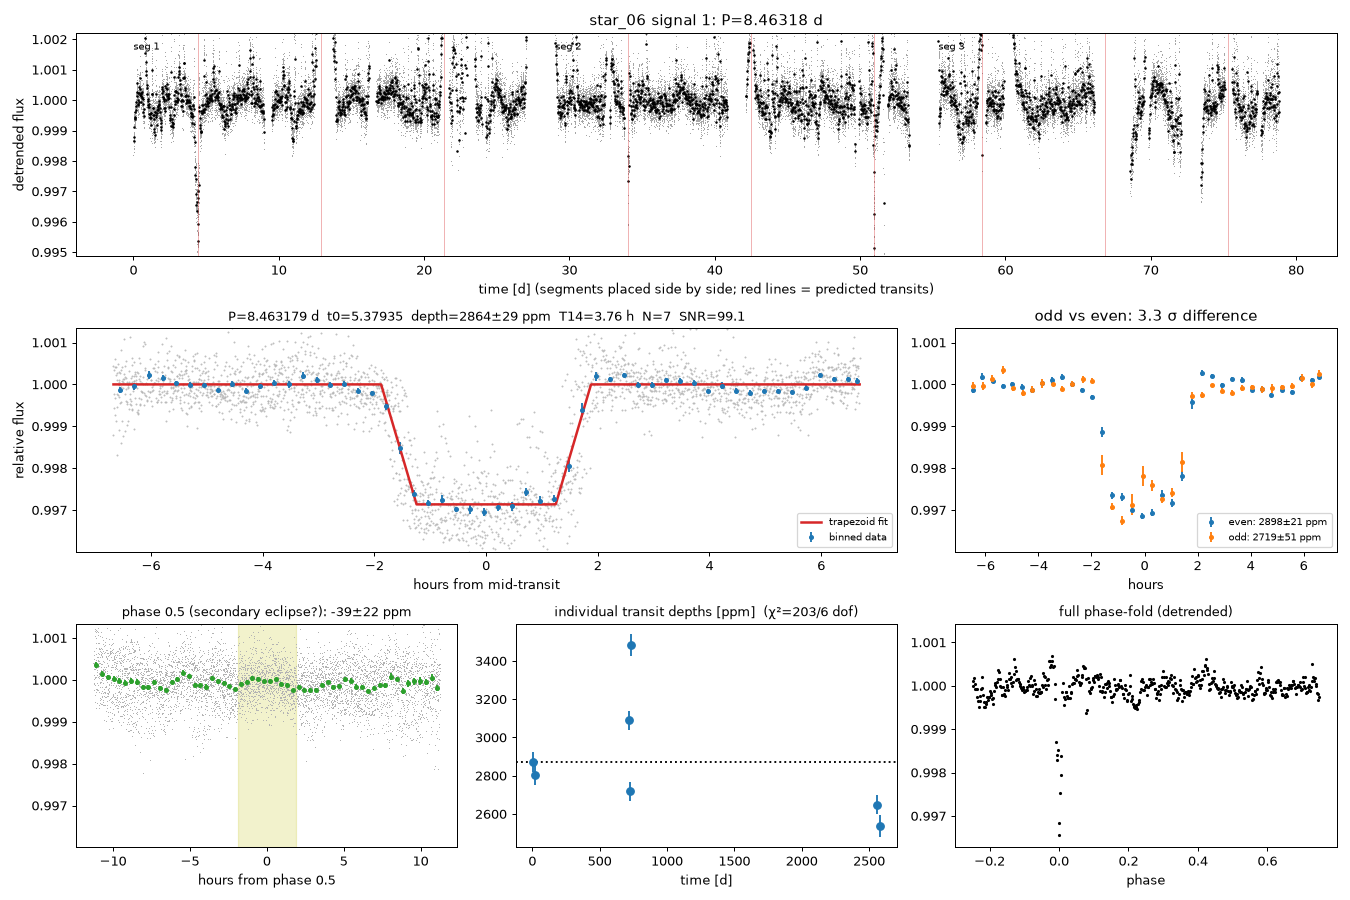 star_06 signal 1: P=8.46318 d
seg 1
seg 2
seg 3
detrended flux
1.002
1.001
1.000
0.999
0.998
0.997
0.996
0.995
0 10 20 30 40 50 60 70 80
time [d] (segments placed side by side; red lines = predicted transits)
P=8.463179 d t0=5.37935 depth=2864±29 ppm T14=3.76 h N=7 SNR=99.1
relative flux
1.001
1.000
0.999
0.998
0.997
trapezoid fit
binned data
−6 −4 −2 0 2 4 6
hours from mid-transit
odd vs even: 3.3 σ difference
1.001
1.000
0.999
0.998
0.997
even: 2898±21 ppm
odd: 2719±51 ppm
−6 −4 −2 0 2 4 6
hours
phase 0.5 (secondary eclipse?): -39±22 ppm
1.001
1.000
0.999
0.998
0.997
−10 −5 0 5 10
hours from phase 0.5
individual transit depths [ppm] (χ²=203/6 dof)
3400
3200
3000
2800
2600
0 500 1000 1500 2000 2500
time [d]
full phase-fold (detrended)
1.001
1.000
0.999
0.998
0.997
−0.2 0.0 0.2 0.4 0.6
phase